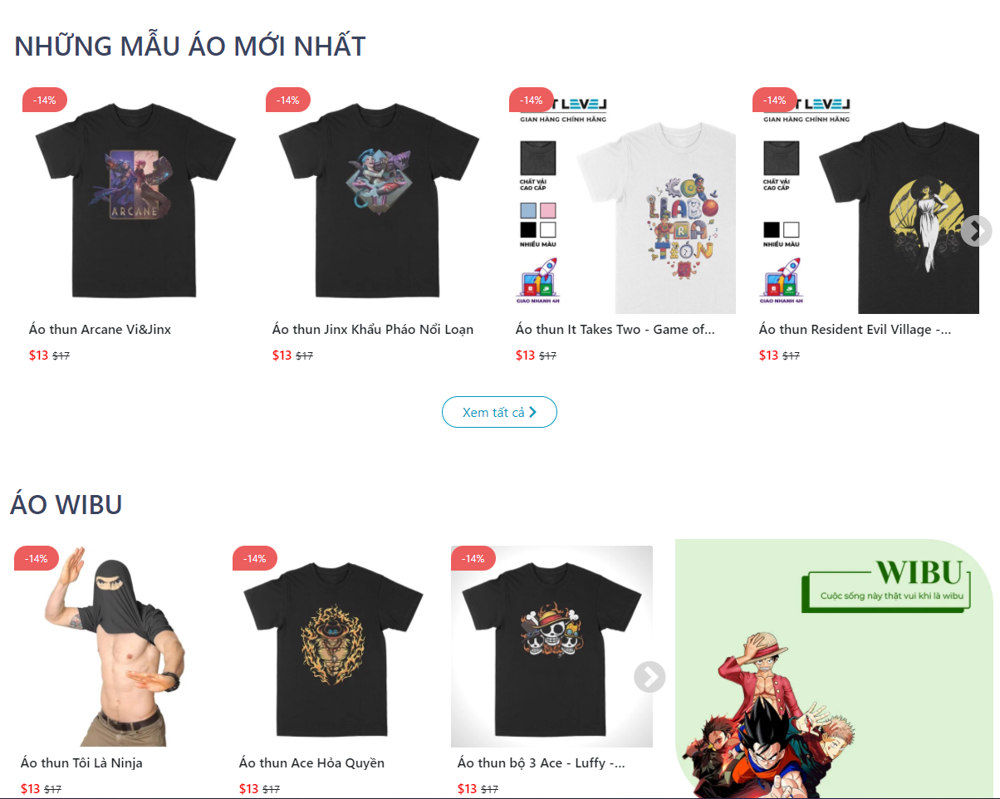 NHỮNG MẪU ÁO MỚI NHẤT
-14%
-14%
-14%
-14%
ARCANE
T LEVEL
GIAN HÀNG CHÍNH HÃNG
CHẤT VẢI
CAO CẤP
NHIỀU MÀU
GIAO NHANH 4H
COL
LLABO
RA
TION
T LEVEL
GIAN HÀNG CHÍNH HÃNG
CHẤT VẢI
CAO CẤP
NHIỀU MÀU
GIAO NHANH 4H
Áo thun Arcane Vi&Jinx
Áo thun Jinx Khẩu Pháo Nổi Loạn
Áo thun It Takes Two - Game of...
Áo thun Resident Evil Village -...
$13 $17
$13 $17
$13 $17
$13 $17
Xem tất cả
ÁO WIBU
-14%
-14%
-14%
WIBU
Cuộc sống này thật vui khi là wibu
Áo thun Tôi Là Ninja
Áo thun Ace Hỏa Quyền
Áo thun bộ 3 Ace - Luffy -...
$13 $17
$13 $17
$13 $17